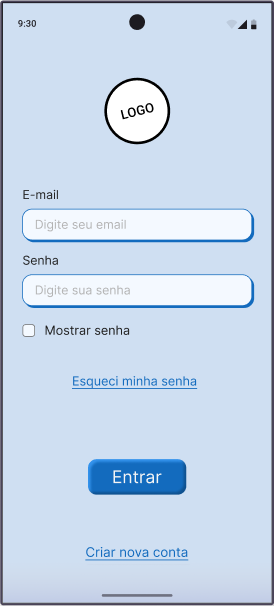 9:30
LOGO
E-mail
Digite seu email
Senha
Digite sua senha
Mostrar senha
Esqueci minha senha
Entrar
Criar nova conta